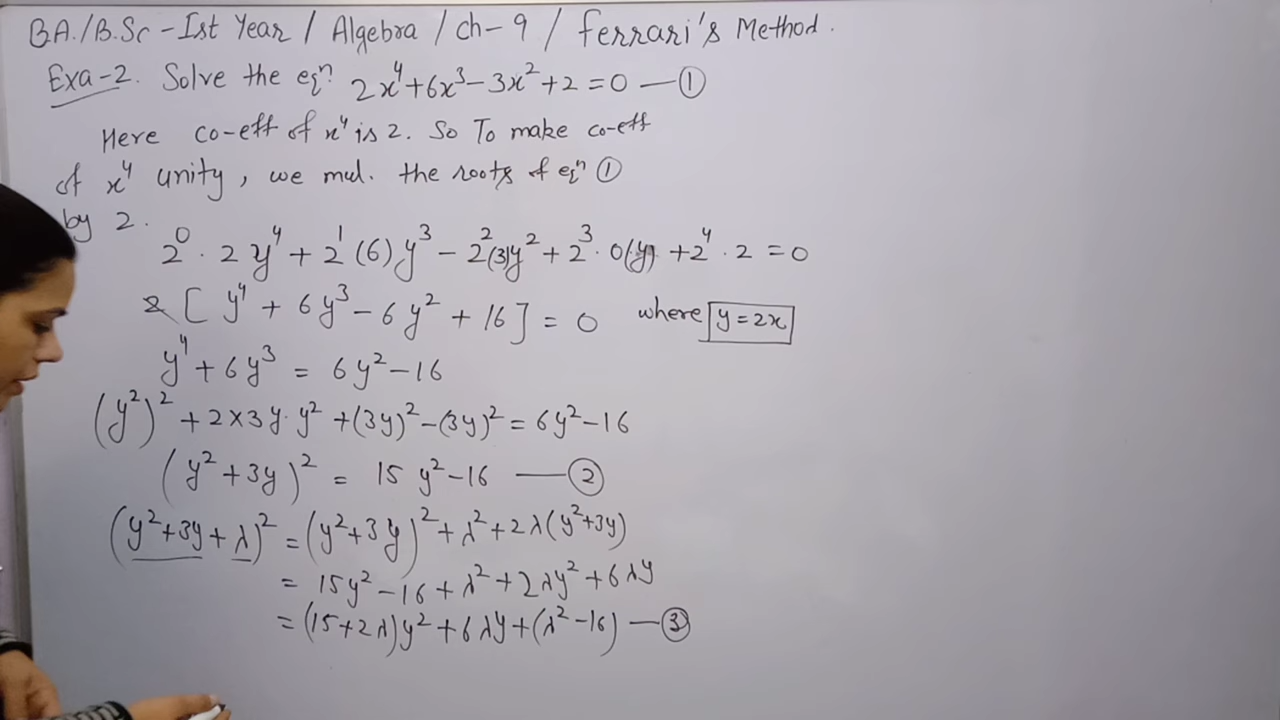 BA./B.Sc - Ist Year / Algebra / Ch-9 / Ferrari's Method.
Exa-2. Solve the eqⁿ. 2x⁴+6x³-3x²+2=0 — ①
Here co-eff of x⁴ is 2. So To make co-eff
of x⁴ unity, we mul. the roots of eqⁿ ①
by 2.
2⁰ · 2y⁴ + 2¹(6)y³ - 2²(3)y² + 2³ · 0(y) + 2⁴ · 2 = 0
2 [y⁴ + 6y³ - 6y² + 16] = 0 where y = 2x
y⁴ + 6y³ = 6y² - 16
(y²)² + 2×3y·y² + (3y)² - (3y)² = 6y² - 16
(y² + 3y)² = 15y² - 16 — ②
(y²+3y+λ)² = (y²+3y)² + λ² + 2λ(y²+3y)
= 15y² - 16 + λ² + 2λy² + 6λy
= (15+2λ)y² + 6λy + (λ² - 16) — ③